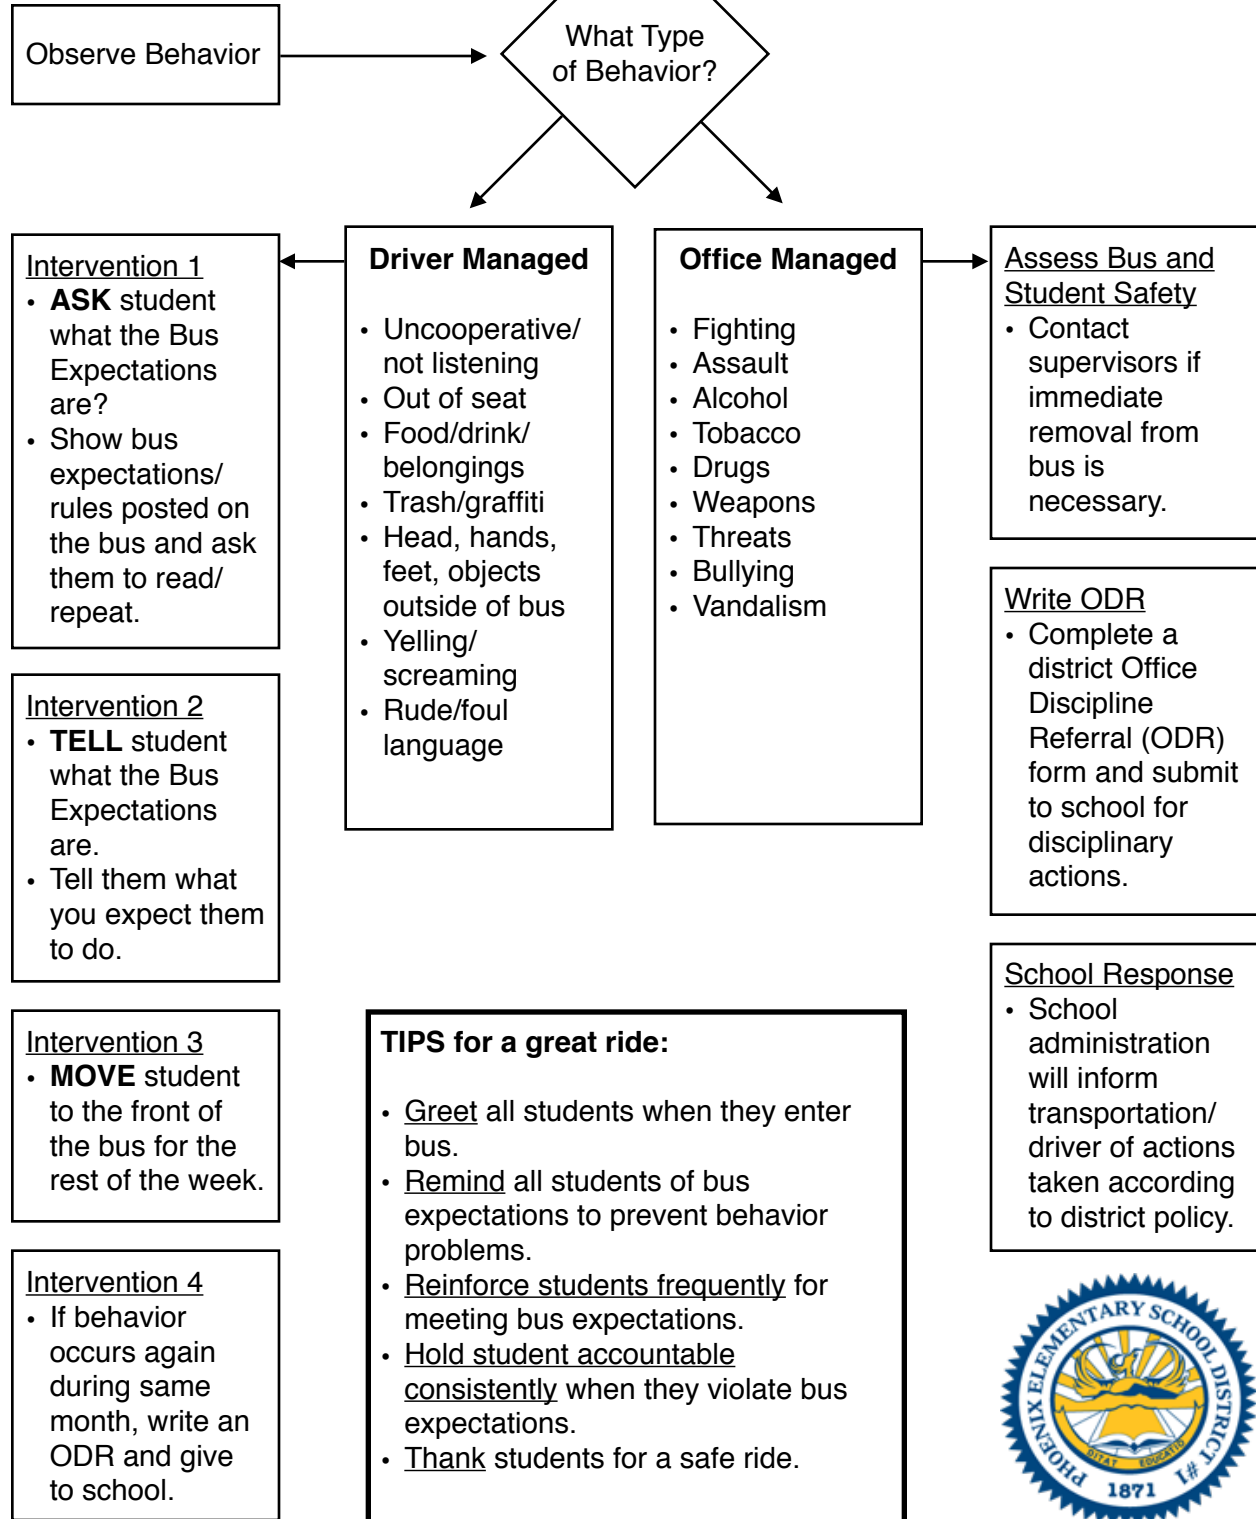 Observe Behavior
What Type
of Behavior?
Intervention 1
• ASK student
what the Bus
Expectations
are?
• Show bus
expectations/
rules posted on
the bus and ask
them to read/
repeat.
Intervention 2
• TELL student
what the Bus
Expectations
are.
• Tell them what
you expect them
to do.
Intervention 3
• MOVE student
to the front of
the bus for the
rest of the week.
Intervention 4
• If behavior
occurs again
during same
month, write an
ODR and give
to school.
Driver Managed
• Uncooperative/
not listening
• Out of seat
• Food/drink/
belongings
• Trash/graffiti
• Head, hands,
feet, objects
outside of bus
• Yelling/
screaming
• Rude/foul
language
Office Managed
• Fighting
• Assault
• Alcohol
• Tobacco
• Drugs
• Weapons
• Threats
• Bullying
• Vandalism
TIPS for a great ride:
• Greet all students when they enter
bus.
• Remind all students of bus
expectations to prevent behavior
problems.
• Reinforce students frequently for
meeting bus expectations.
• Hold student accountable
consistently when they violate bus
expectations.
• Thank students for a safe ride.
Assess Bus and
Student Safety
• Contact
supervisors if
immediate
removal from
bus is
necessary.
Write ODR
• Complete a
district Office
Discipline
Referral (ODR)
form and submit
to school for
disciplinary
actions.
School Response
• School
administration
will inform
transportation/
driver of actions
taken according
to district policy.
PHOENIX ELEMENTARY SCHOOL DISTRICT #1
DITAT EDUCATIO
1871